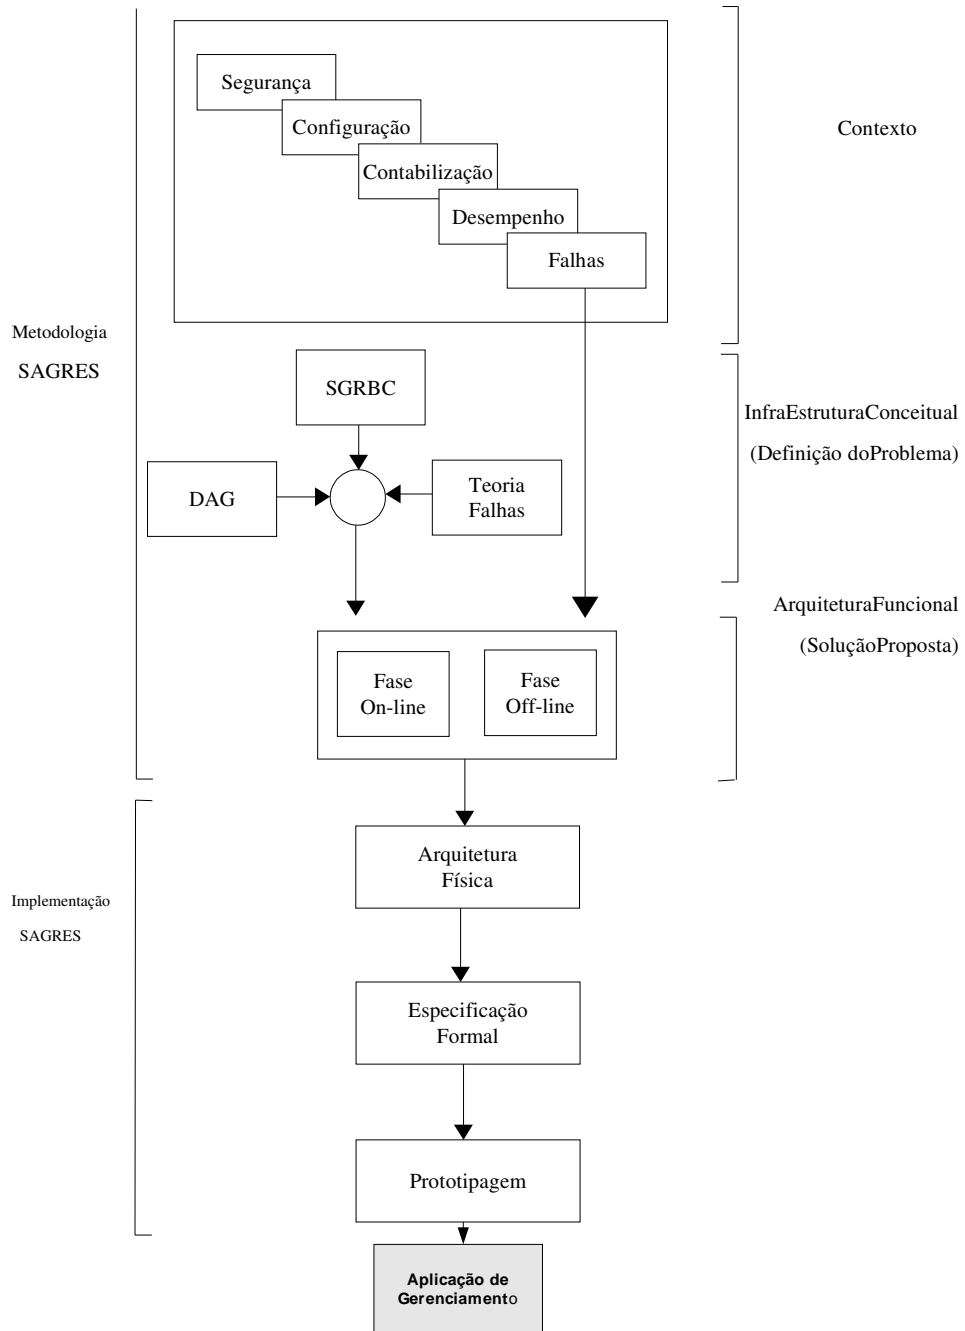 Segurança
Configuração
Contabilização
Desempenho
Falhas
Contexto
Metodologia
SAGRES
SGRBC
DAG
Teoria
Falhas
InfraEstruturaConceitual
(Definição doProblema)
ArquiteturaFuncional
(SoluçãoProposta)
Fase
On-line
Fase
Off-line
Arquitetura
Física
Implementação
SAGRES
Especificação
Formal
Prototipagem
Aplicação de
Gerenciamento